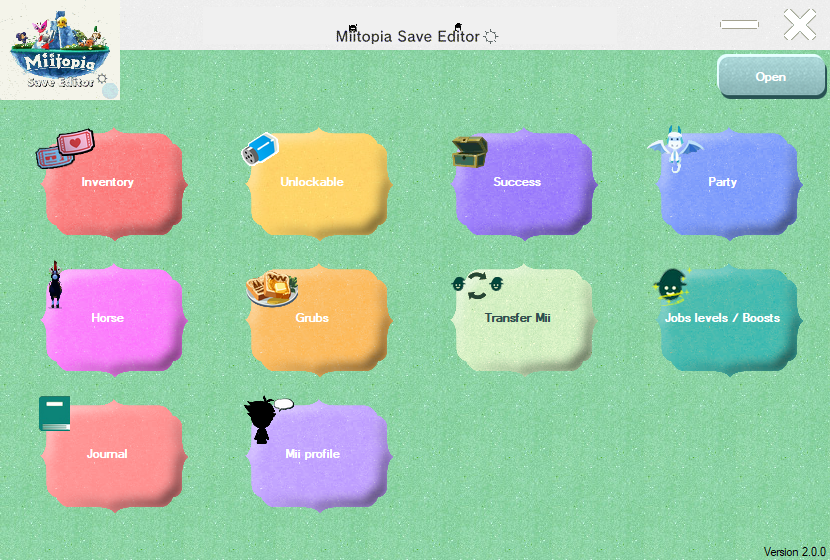 Miitopia Save Editor
Miitopia
Save Editor
Open
Inventory
Unlockable
Success
Party
Horse
Grubs
Transfer Mii
Jobs levels / Boosts
Journal
Mii profile
Version 2.0.0